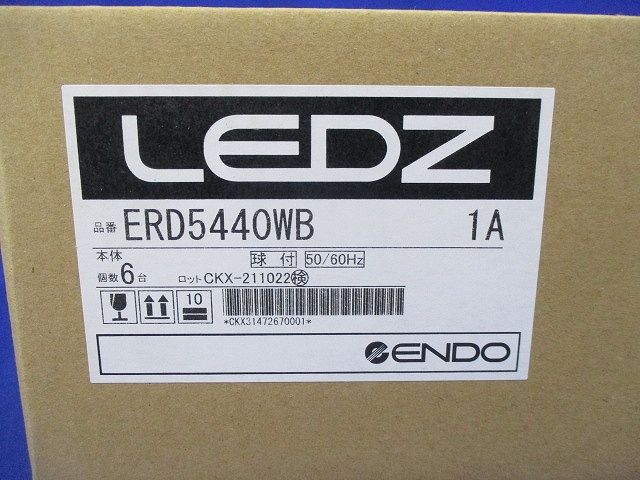 LEDZ
品番 ERD5440WB 1A
本体 球付 50/60Hz
個数 6 台 ロット CKX-211022 検
10
*CKX31472670001*
ENDO